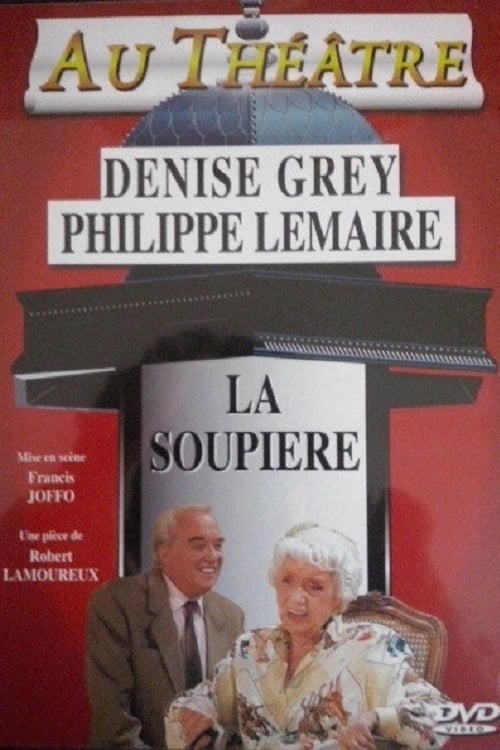 AU THÉÂTRE
DENISE GREY
PHILIPPE LEMAIRE
LA
SOUPIERE
Mise en scène
Francis
JOFFO
Une pièce de
Robert
LAMOUREUX
DVD
VIDEO